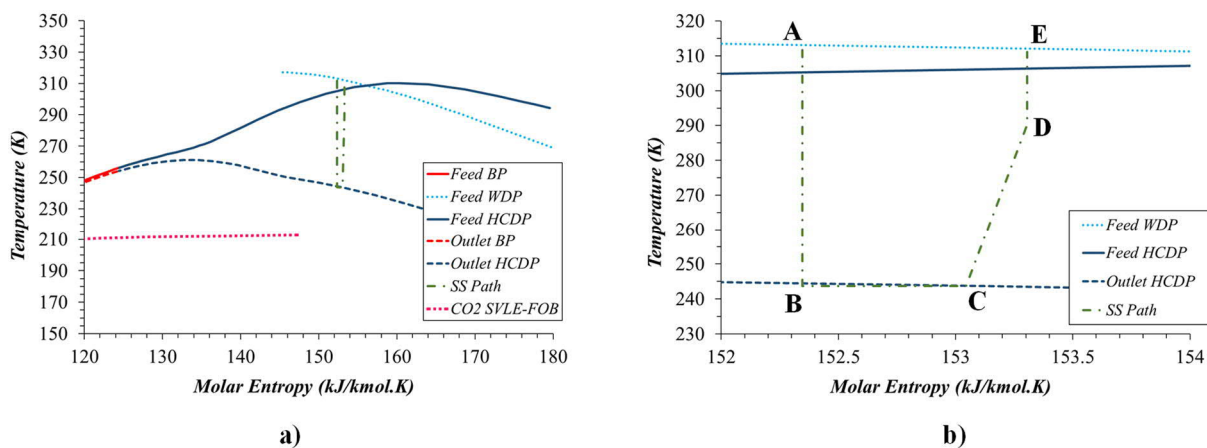 350
330
310
290
270
250
230
210
190
170
150
Temperature (K)
120 130 140 150 160 170 180
Molar Entropy (kJ/kmol.K)
Feed BP
Feed WDP
Feed HCDP
Outlet BP
Outlet HCDP
SS Path
CO2 SVLE-FOB
a)
320
310
300
290
280
270
260
250
240
230
Temperature (K)
152 152.5 153 153.5 154
Molar Entropy (kJ/kmol.K)
A
E
D
B
C
Feed WDP
Feed HCDP
Outlet HCDP
SS Path
b)